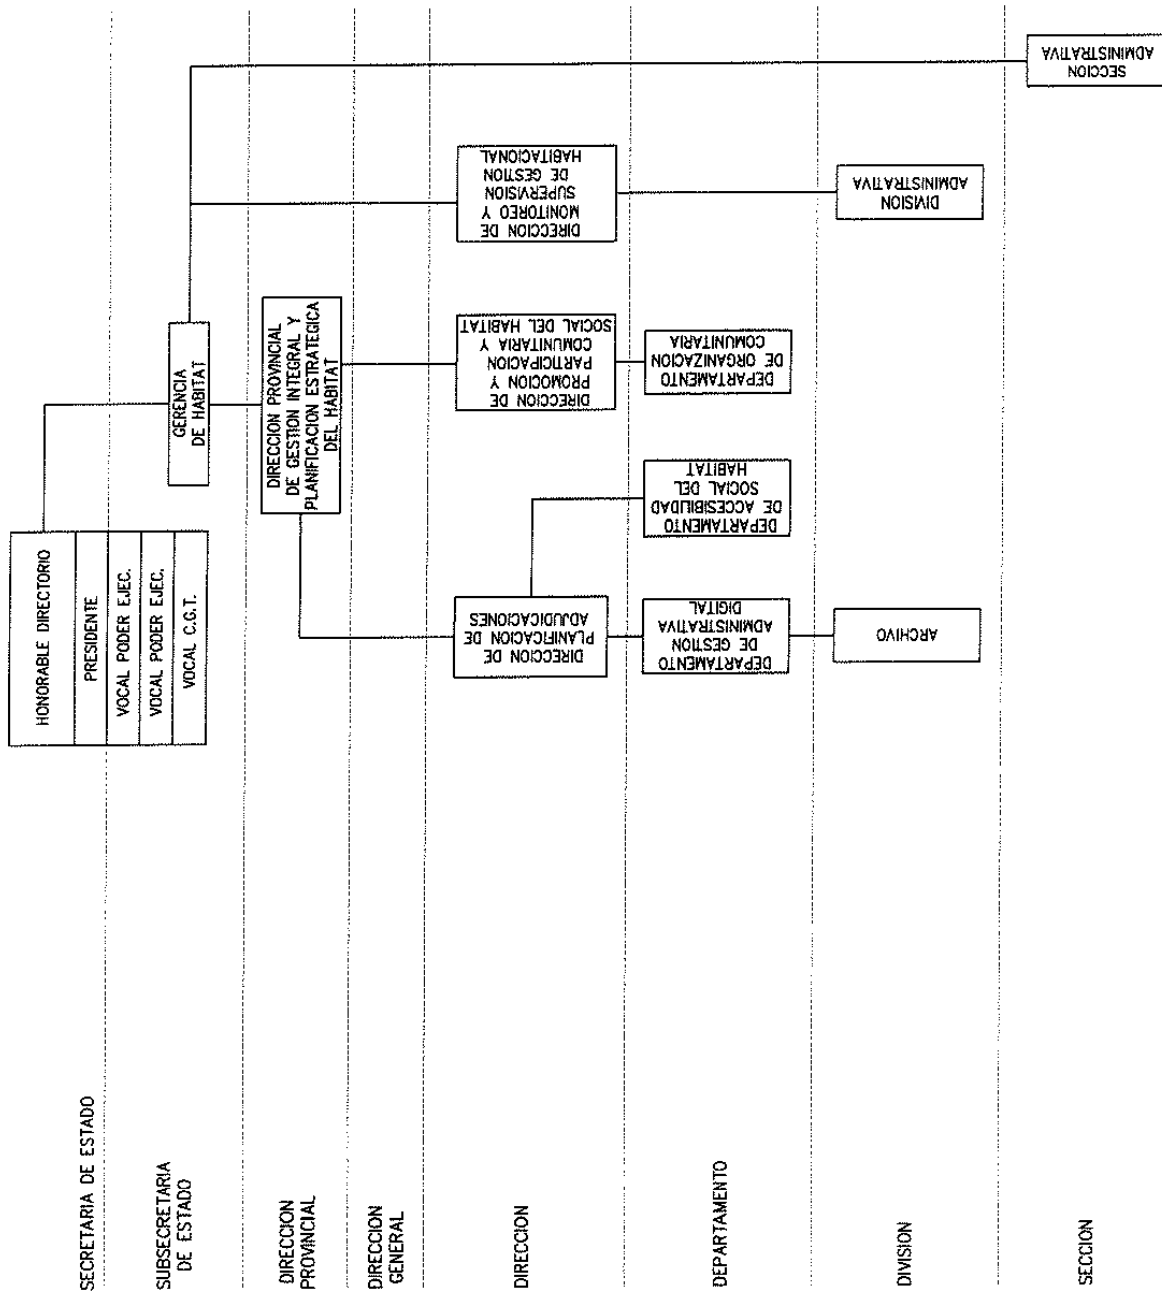 SECRETARIA DE ESTADO
SUBSECRETARIA
DE ESTADO
DIRECCION
PROVINCIAL
DIRECCION
GENERAL
DIRECCION
DEPARTAMENTO
DIVISION
SECCION
HONORABLE DIRECTORIO
PRESIDENTE
VOCAL PODER EJEC.
VOCAL PODER EJEC.
VOCAL C.G.T.
GERENCIA
DE HABITAT
DIRECCION PROVINCIAL
DE GESTION INTEGRAL Y
PLANIFICACION ESTRATEGICA
DEL HABITAT
DIRECCION DE
PLANIFICACION DE
ADJUDICACIONES
DIRECCION DE
PROMOCION Y
PARTICIPACION
COMUNITARIA Y
SOCIAL DEL HABITAT
DIRECCION DE
MONITOREO Y
SUPERVISION
DE GESTION
HABITACIONAL
DEPARTAMENTO
DE GESTION
ADMINISTRATIVA
DIGITAL
DEPARTAMENTO
DE ACCESIBILIDAD
SOCIAL DEL
HABITAT
DEPARTAMENTO
DE ORGANIZACION
COMUNITARIA
ARCHIVO
DIVISION
ADMINISTRATIVA
SECCION
ADMINISTRATIVA